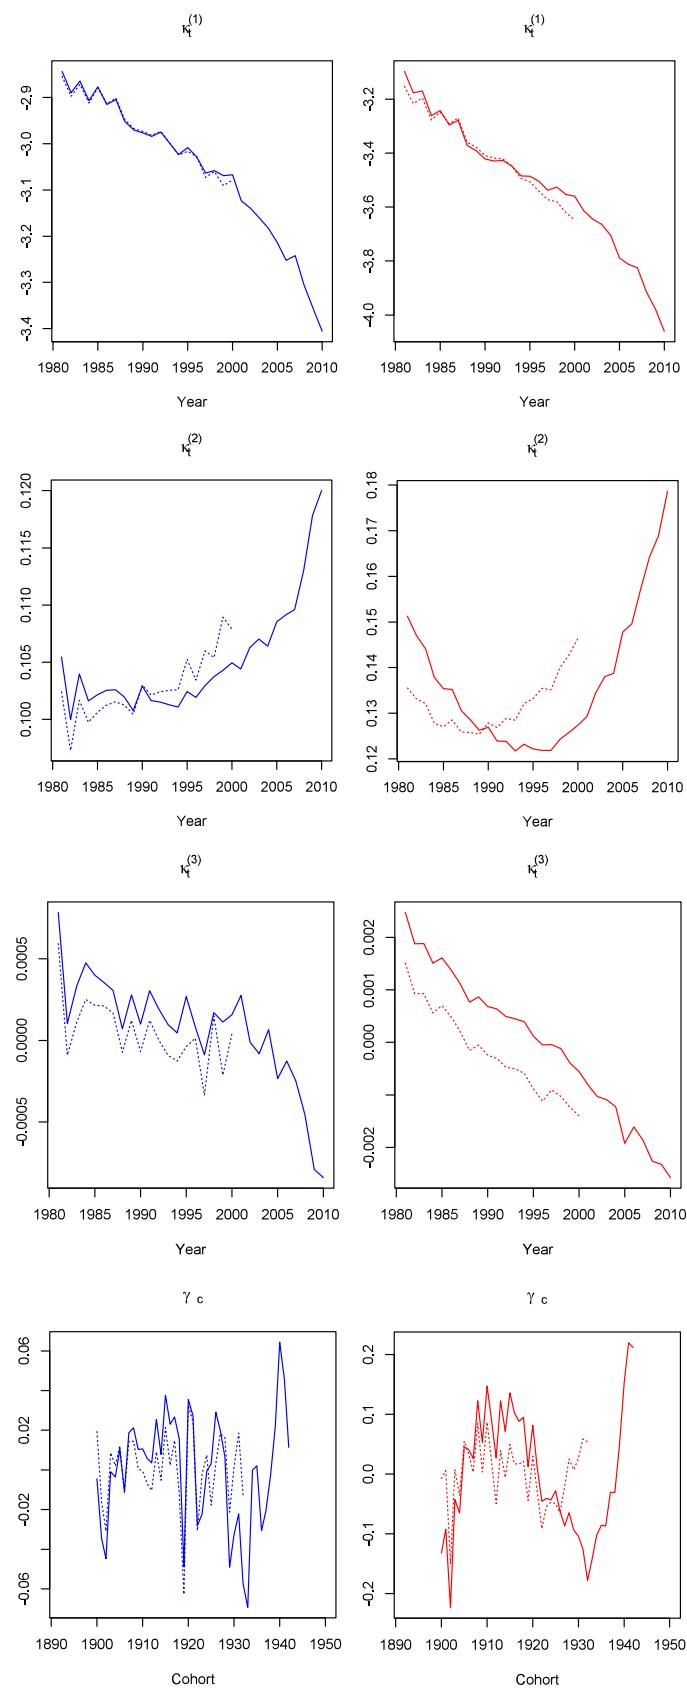 κt(1)
-2.9
-3.0
-3.1
-3.2
-3.3
-3.4
1980 1985 1990 1995 2000 2005 2010
Year
κt(1)
-3.2
-3.4
-3.6
-3.8
-4.0
1980 1985 1990 1995 2000 2005 2010
Year
κt(2)
0.120
0.115
0.110
0.105
0.100
1980 1985 1990 1995 2000 2005 2010
Year
κt(2)
0.18
0.17
0.16
0.15
0.14
0.13
0.12
1980 1985 1990 1995 2000 2005 2010
Year
κt(3)
0.0005
0.0000
-0.0005
1980 1985 1990 1995 2000 2005 2010
Year
κt(3)
0.002
0.001
0.000
-0.002
1980 1985 1990 1995 2000 2005 2010
Year
γ c
0.06
0.02
-0.02
-0.06
1890 1900 1910 1920 1930 1940 1950
Cohort
γ c
0.2
0.1
0.0
-0.1
-0.2
1890 1900 1910 1920 1930 1940 1950
Cohort